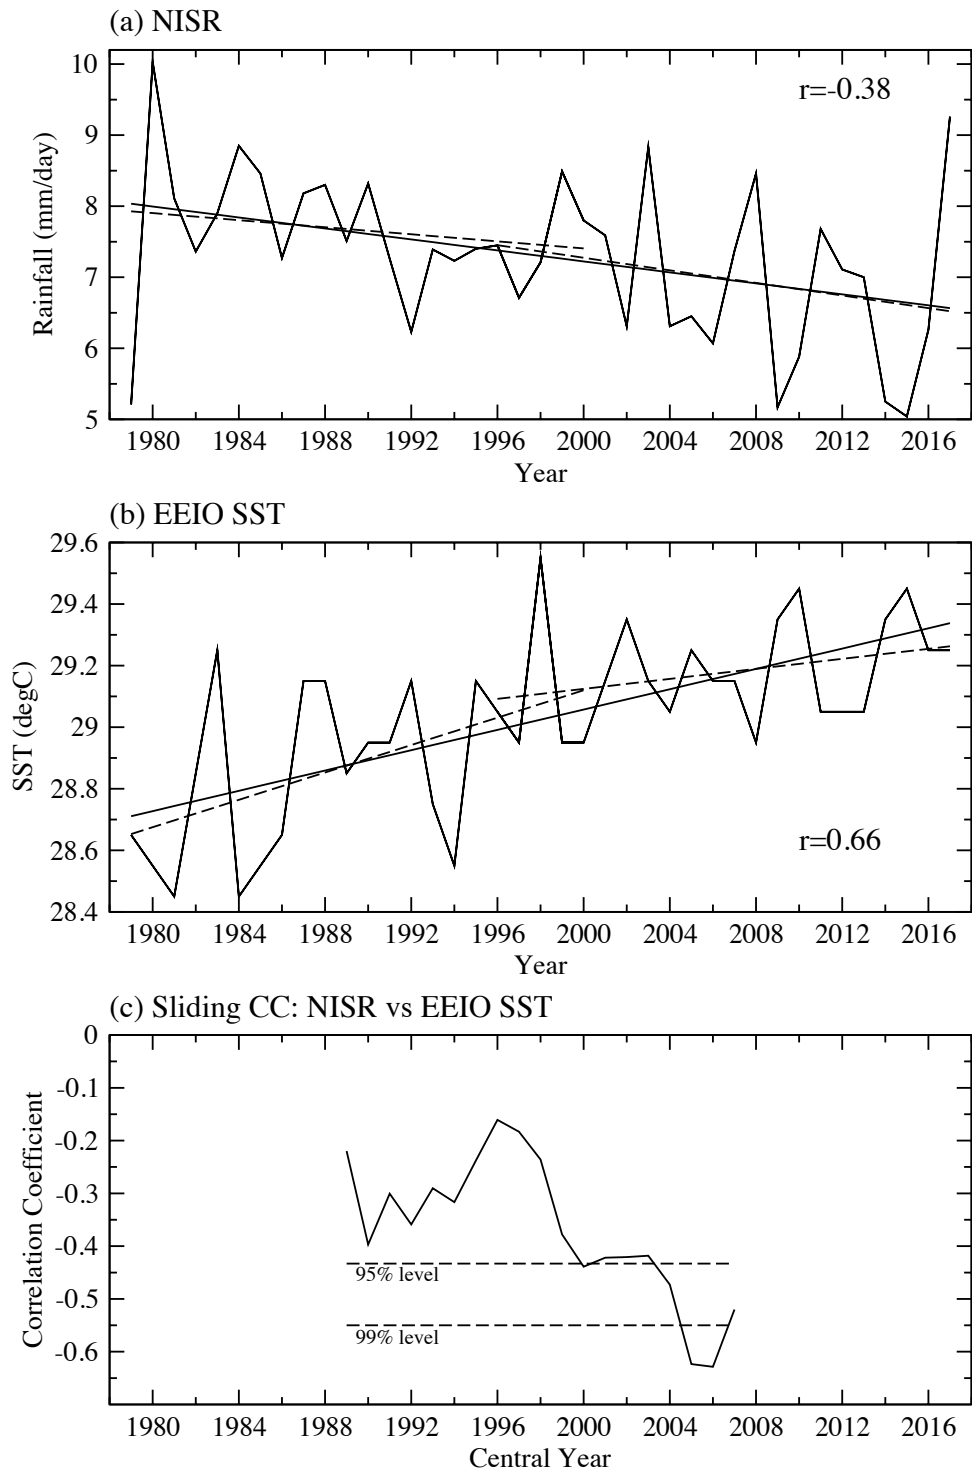 (a) NISR
10
9
8
7
6
5
Rainfall (mm/day)
r=-0.38
1980 1984 1988 1992 1996 2000 2004 2008 2012 2016
Year
(b) EEIO SST
29.6
29.4
29.2
29
28.8
28.6
28.4
SST (degC)
r=0.66
1980 1984 1988 1992 1996 2000 2004 2008 2012 2016
Year
(c) Sliding CC: NISR vs EEIO SST
0
-0.1
-0.2
-0.3
-0.4
-0.5
-0.6
Correlation Coefficient
95% level
99% level
1980 1984 1988 1992 1996 2000 2004 2008 2012 2016
Central Year